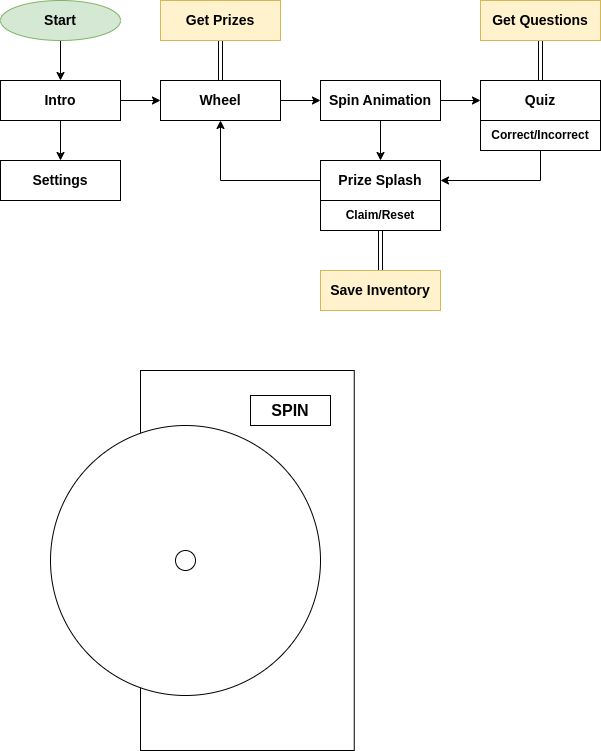 Start
Get Prizes
Get Questions
Intro
Wheel
Spin Animation
Quiz
Correct/Incorrect
Settings
Prize Splash
Claim/Reset
Save Inventory
SPIN